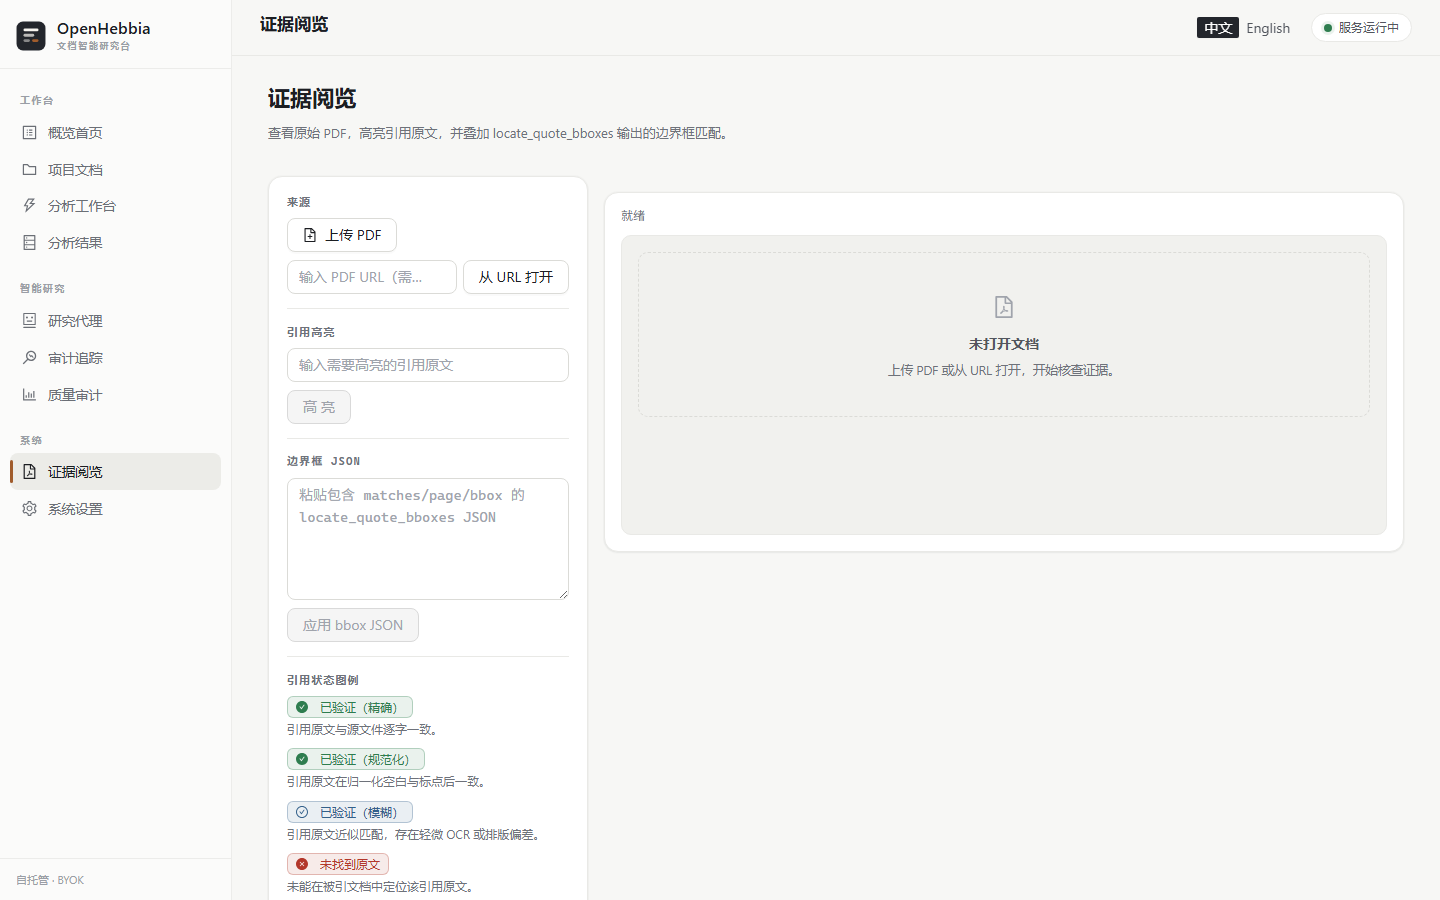 OpenHebbia
文档智能研究台
工作台
概览首页
项目文档
分析工作台
分析结果
智能研究
研究代理
审计追踪
质量审计
系统
证据阅览
系统设置
自托管 · BYOK
证据阅览
中文 English
服务运行中
证据阅览
查看原始 PDF，高亮引用原文，并叠加 locate_quote_bboxes 输出的边界框匹配。
来源
上传 PDF
输入 PDF URL（需...
从 URL 打开
引用高亮
输入需要高亮的引用原文
高 亮
边界框 JSON
粘贴包含 matches/page/bbox 的
locate_quote_bboxes JSON
应用 bbox JSON
引用状态图例
已验证（精确）
引用原文与源文件逐字一致。
已验证（规范化）
引用原文在归一化空白与标点后一致。
已验证（模糊）
引用原文近似匹配，存在轻微 OCR 或排版偏差。
未找到原文
未能在被引文档中定位该引用原文。
就绪
未打开文档
上传 PDF 或从 URL 打开，开始核查证据。